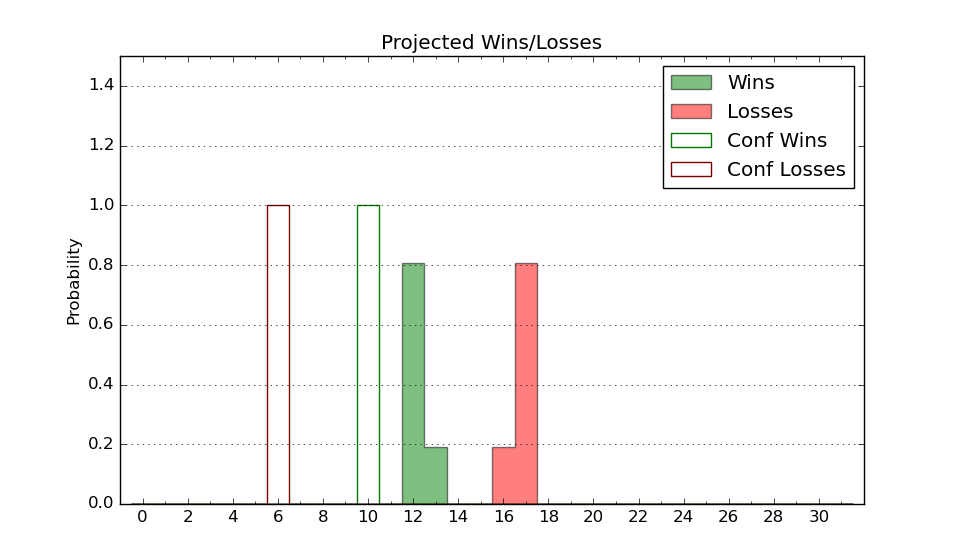 Projected Wins/Losses
Wins
Losses
Conf Wins
Conf Losses
Probability
1.4
1.2
1.0
0.8
0.6
0.4
0.2
0.0
0 2 4 6 8 10 12 14 16 18 20 22 24 26 28 30